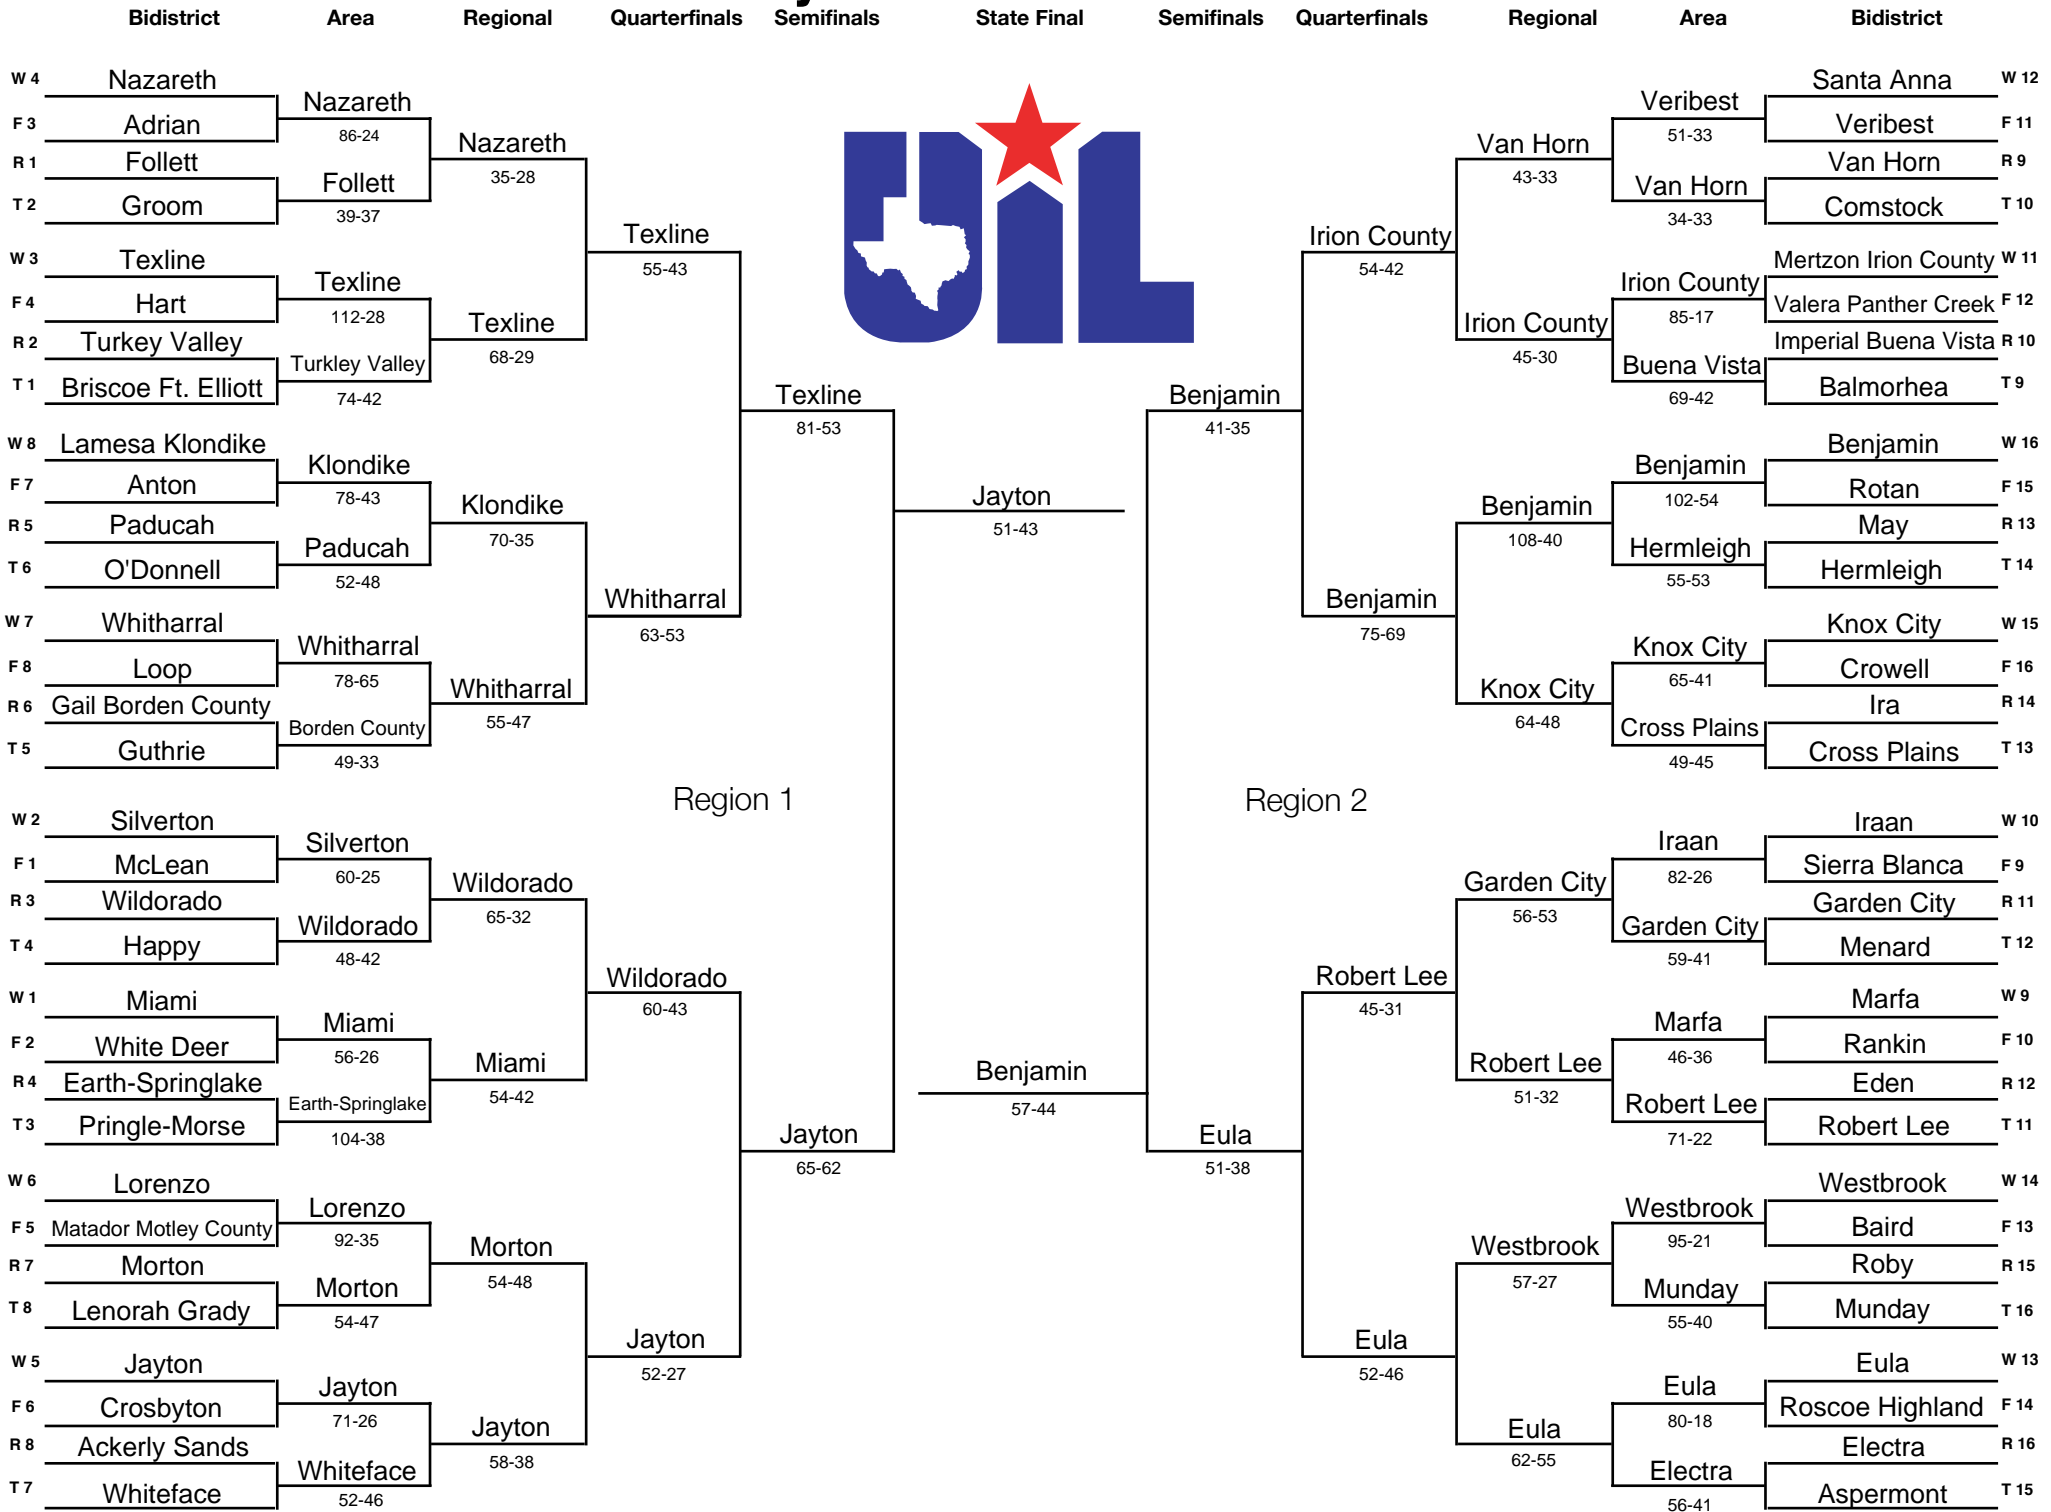 Bidistrict Area Regional Quarterfinals Semifinals State Final Semifinals Quarterfinals Regional Area Bidistrict
W 4 Nazareth
F 3 Adrian
R 1 Follett
T 2 Groom
W 3 Texline
F 4 Hart
R 2 Turkey Valley
T 1 Briscoe Ft. Elliott
W 8 Lamesa Klondike
F 7 Anton
R 5 Paducah
T 6 O'Donnell
W 7 Whitharral
F 8 Loop
R 6 Gail Borden County
T 5 Guthrie
W 2 Silverton
F 1 McLean
R 3 Wildorado
T 4 Happy
W 1 Miami
F 2 White Deer
R 4 Earth-Springlake
T 3 Pringle-Morse
W 6 Lorenzo
F 5 Matador Motley County
R 7 Morton
T 8 Lenorah Grady
W 5 Jayton
F 6 Crosbyton
R 8 Ackerly Sands
T 7 Whiteface
Nazareth
86-24
Follett
39-37
Texline
112-28
Turkley Valley
74-42
Klondike
78-43
Paducah
52-48
Whitharral
78-65
Borden County
49-33
Silverton
60-25
Wildorado
48-42
Miami
56-26
Earth-Springlake
104-38
Lorenzo
92-35
Morton
54-47
Jayton
71-26
Whiteface
52-46
Nazareth
35-28
Texline
68-29
Klondike
70-35
Whitharral
55-47
Wildorado
65-32
Miami
54-42
Morton
54-48
Jayton
58-38
Texline
55-43
Whitharral
63-53
Wildorado
60-43
Jayton
52-27
Region 1
Texline
81-53
Jayton
65-62
UIL
Jayton
51-43
Benjamin
57-44
Benjamin
41-35
Eula
51-38
Region 2
Irion County
54-42
Benjamin
75-69
Robert Lee
45-31
Eula
52-46
Van Horn
43-33
Irion County
45-30
Benjamin
108-40
Knox City
64-48
Garden City
56-53
Robert Lee
51-32
Westbrook
57-27
Eula
62-55
Veribest
51-33
Van Horn
34-33
Irion County
85-17
Buena Vista
69-42
Benjamin
102-54
Hermleigh
55-53
Knox City
65-41
Cross Plains
49-45
Iraan
82-26
Garden City
59-41
Marfa
46-36
Robert Lee
71-22
Westbrook
95-21
Munday
55-40
Eula
80-18
Electra
56-41
Santa Anna W 12
Veribest F 11
Van Horn R 9
Comstock T 10
Mertzon Irion County W 11
Valera Panther Creek F 12
Imperial Buena Vista R 10
Balmorhea T 9
Benjamin W 16
Rotan F 15
May R 13
Hermleigh T 14
Knox City W 15
Crowell F 16
Ira R 14
Cross Plains T 13
Iraan W 10
Sierra Blanca F 9
Garden City R 11
Menard T 12
Marfa W 9
Rankin F 10
Eden R 12
Robert Lee T 11
Westbrook W 14
Baird F 13
Roby R 15
Munday T 16
Eula W 13
Roscoe Highland F 14
Electra R 16
Aspermont T 15